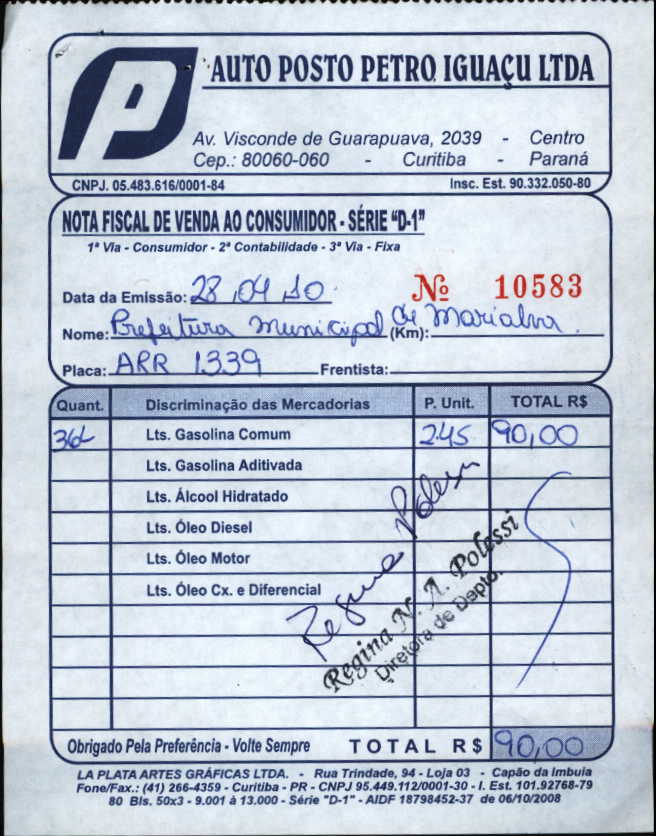 P AUTO POSTO PETRO IGUAÇU LTDA
Av. Visconde de Guarapuava, 2039 - Centro
Cep.: 80060-060 - Curitiba - Paraná
CNPJ. 05.483.616/0001-84 Insc. Est. 90.332.050-80
NOTA FISCAL DE VENDA AO CONSUMIDOR - SÉRIE "D-1"
1ª Via - Consumidor - 2ª Contabilidade - 3ª Via - Fixa
Data da Emissão: 28,04 10 Nº 10583
Nome: Prefeitura Municipal de Marialva (Km):
Placa: ARR 1339 Frentista:
Quant. Discriminação das Mercadorias P. Unit. TOTAL R$
36L Lts. Gasolina Comum 2,45 90,00
Lts. Gasolina Aditivada
Lts. Álcool Hidratado
Lts. Óleo Diesel
Lts. Óleo Motor
Lts. Óleo Cx. e Diferencial
Regina Polessi
Regina N. A. Polessi
Diretora de Depto.
Obrigado Pela Preferência - Volte Sempre TOTAL R$ 90,00
LA PLATA ARTES GRÁFICAS LTDA. - Rua Trindade, 94 - Loja 03 - Capão da Imbuia
Fone/Fax.: (41) 266-4359 - Curitiba - PR - CNPJ 95.449.112/0001-30 - I. Est. 101.92768-79
80 Bls. 50x3 - 9.001 à 13.000 - Série "D-1" - AIDF 18798452-37 de 06/10/2008